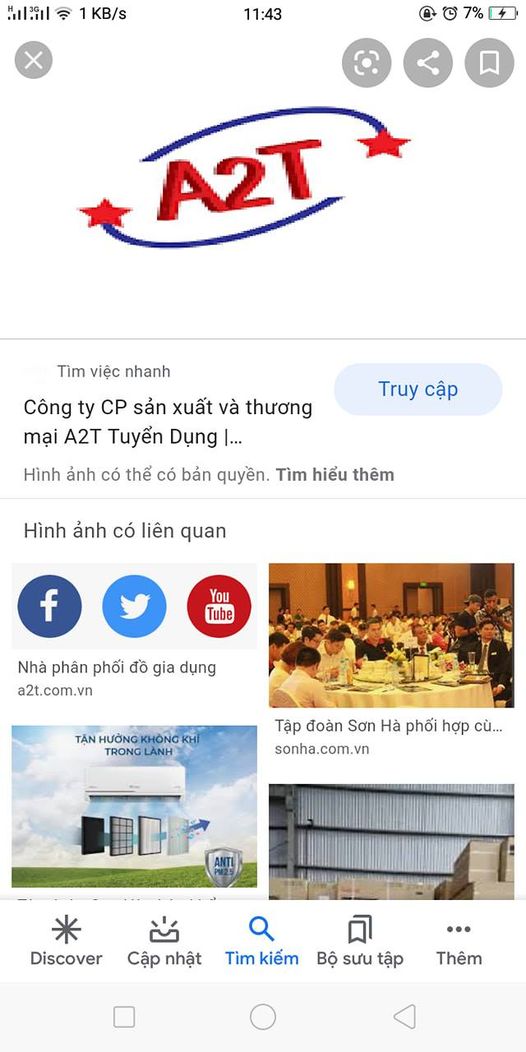 H 3G 1 KB/s 11:43 7%
A2T
Tìm việc nhanh
Truy cập
Công ty CP sản xuất và thương
mại A2T Tuyển Dụng |...
Hình ảnh có thể có bản quyền. Tìm hiểu thêm
Hình ảnh có liên quan
f
You
Tube
Nhà phân phối đồ gia dụng
a2t.com.vn
Tập đoàn Sơn Hà phối hợp cù...
sonha.com.vn
TẬN HƯỞNG KHÔNG KHÍ
TRONG LÀNH
ANTI
PM2.5
Discover Cập nhật Tìm kiếm Bộ sưu tập Thêm